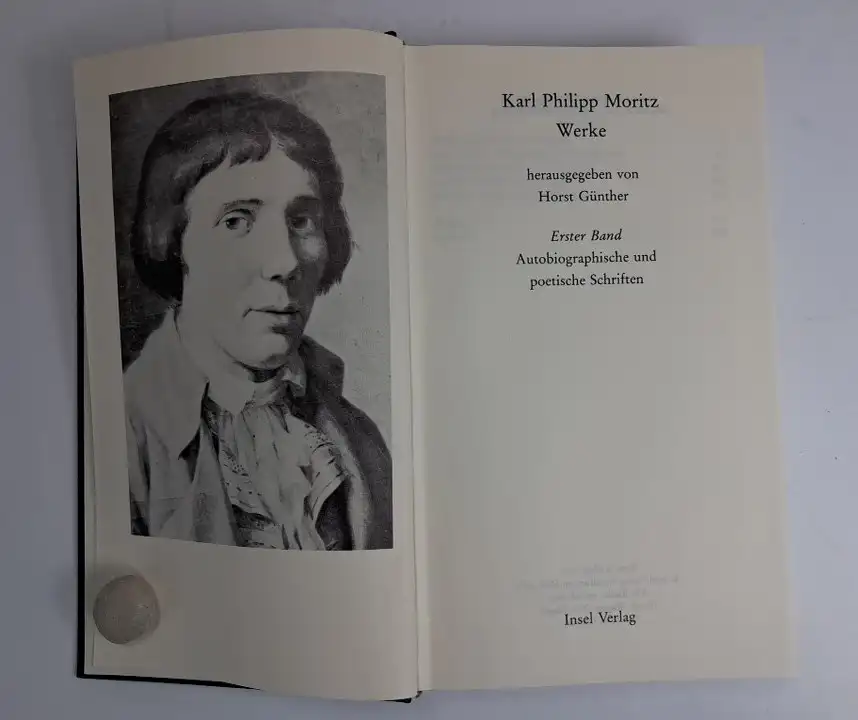 Karl Philipp Moritz
Werke
herausgegeben von
Horst Günther
Erster Band
Autobiographische und
poetische Schriften
Insel Verlag